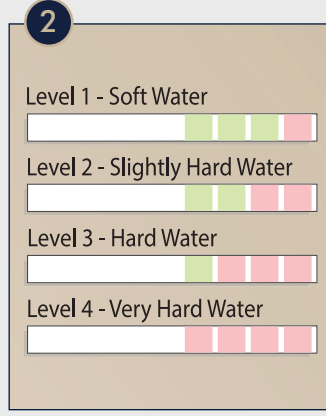 2
Level 1 - Soft Water
Level 2 - Slightly Hard Water
Level 3 - Hard Water
Level 4 - Very Hard Water